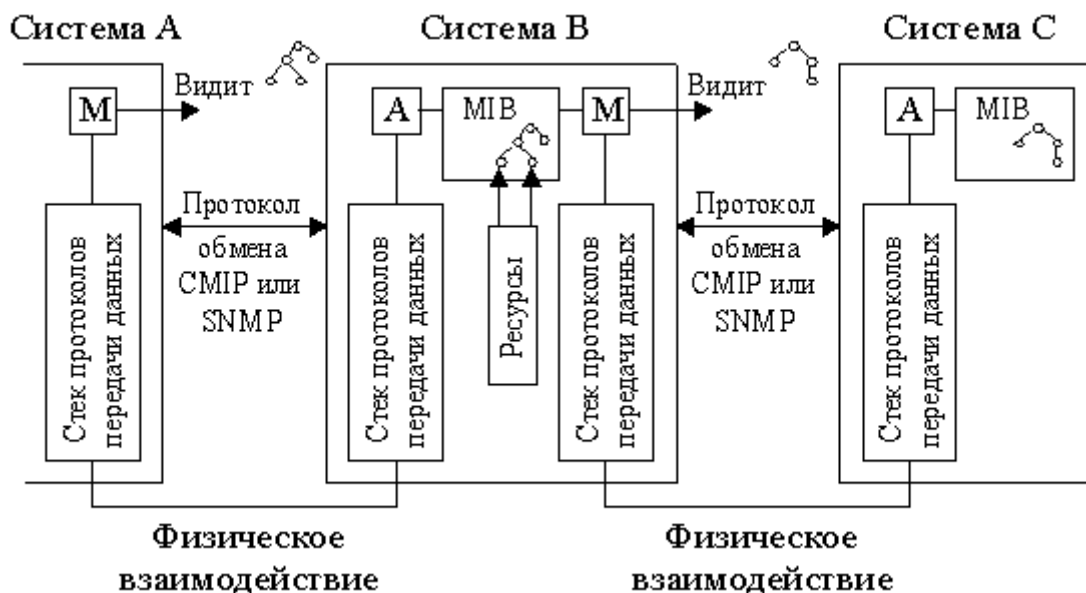 Система A
Система B
Система C
Видит
Видит
M
A
MIB
M
A
MIB
Протокол
обмена
CMIP или
SNMP
Протокол
обмена
CMIP или
SNMP
Стек протоколов
передачи данных
Стек протоколов
передачи данных
Ресурсы
Стек протоколов
передачи данных
Стек протоколов
передачи данных
Физическое
взаимодействие
Физическое
взаимодействие